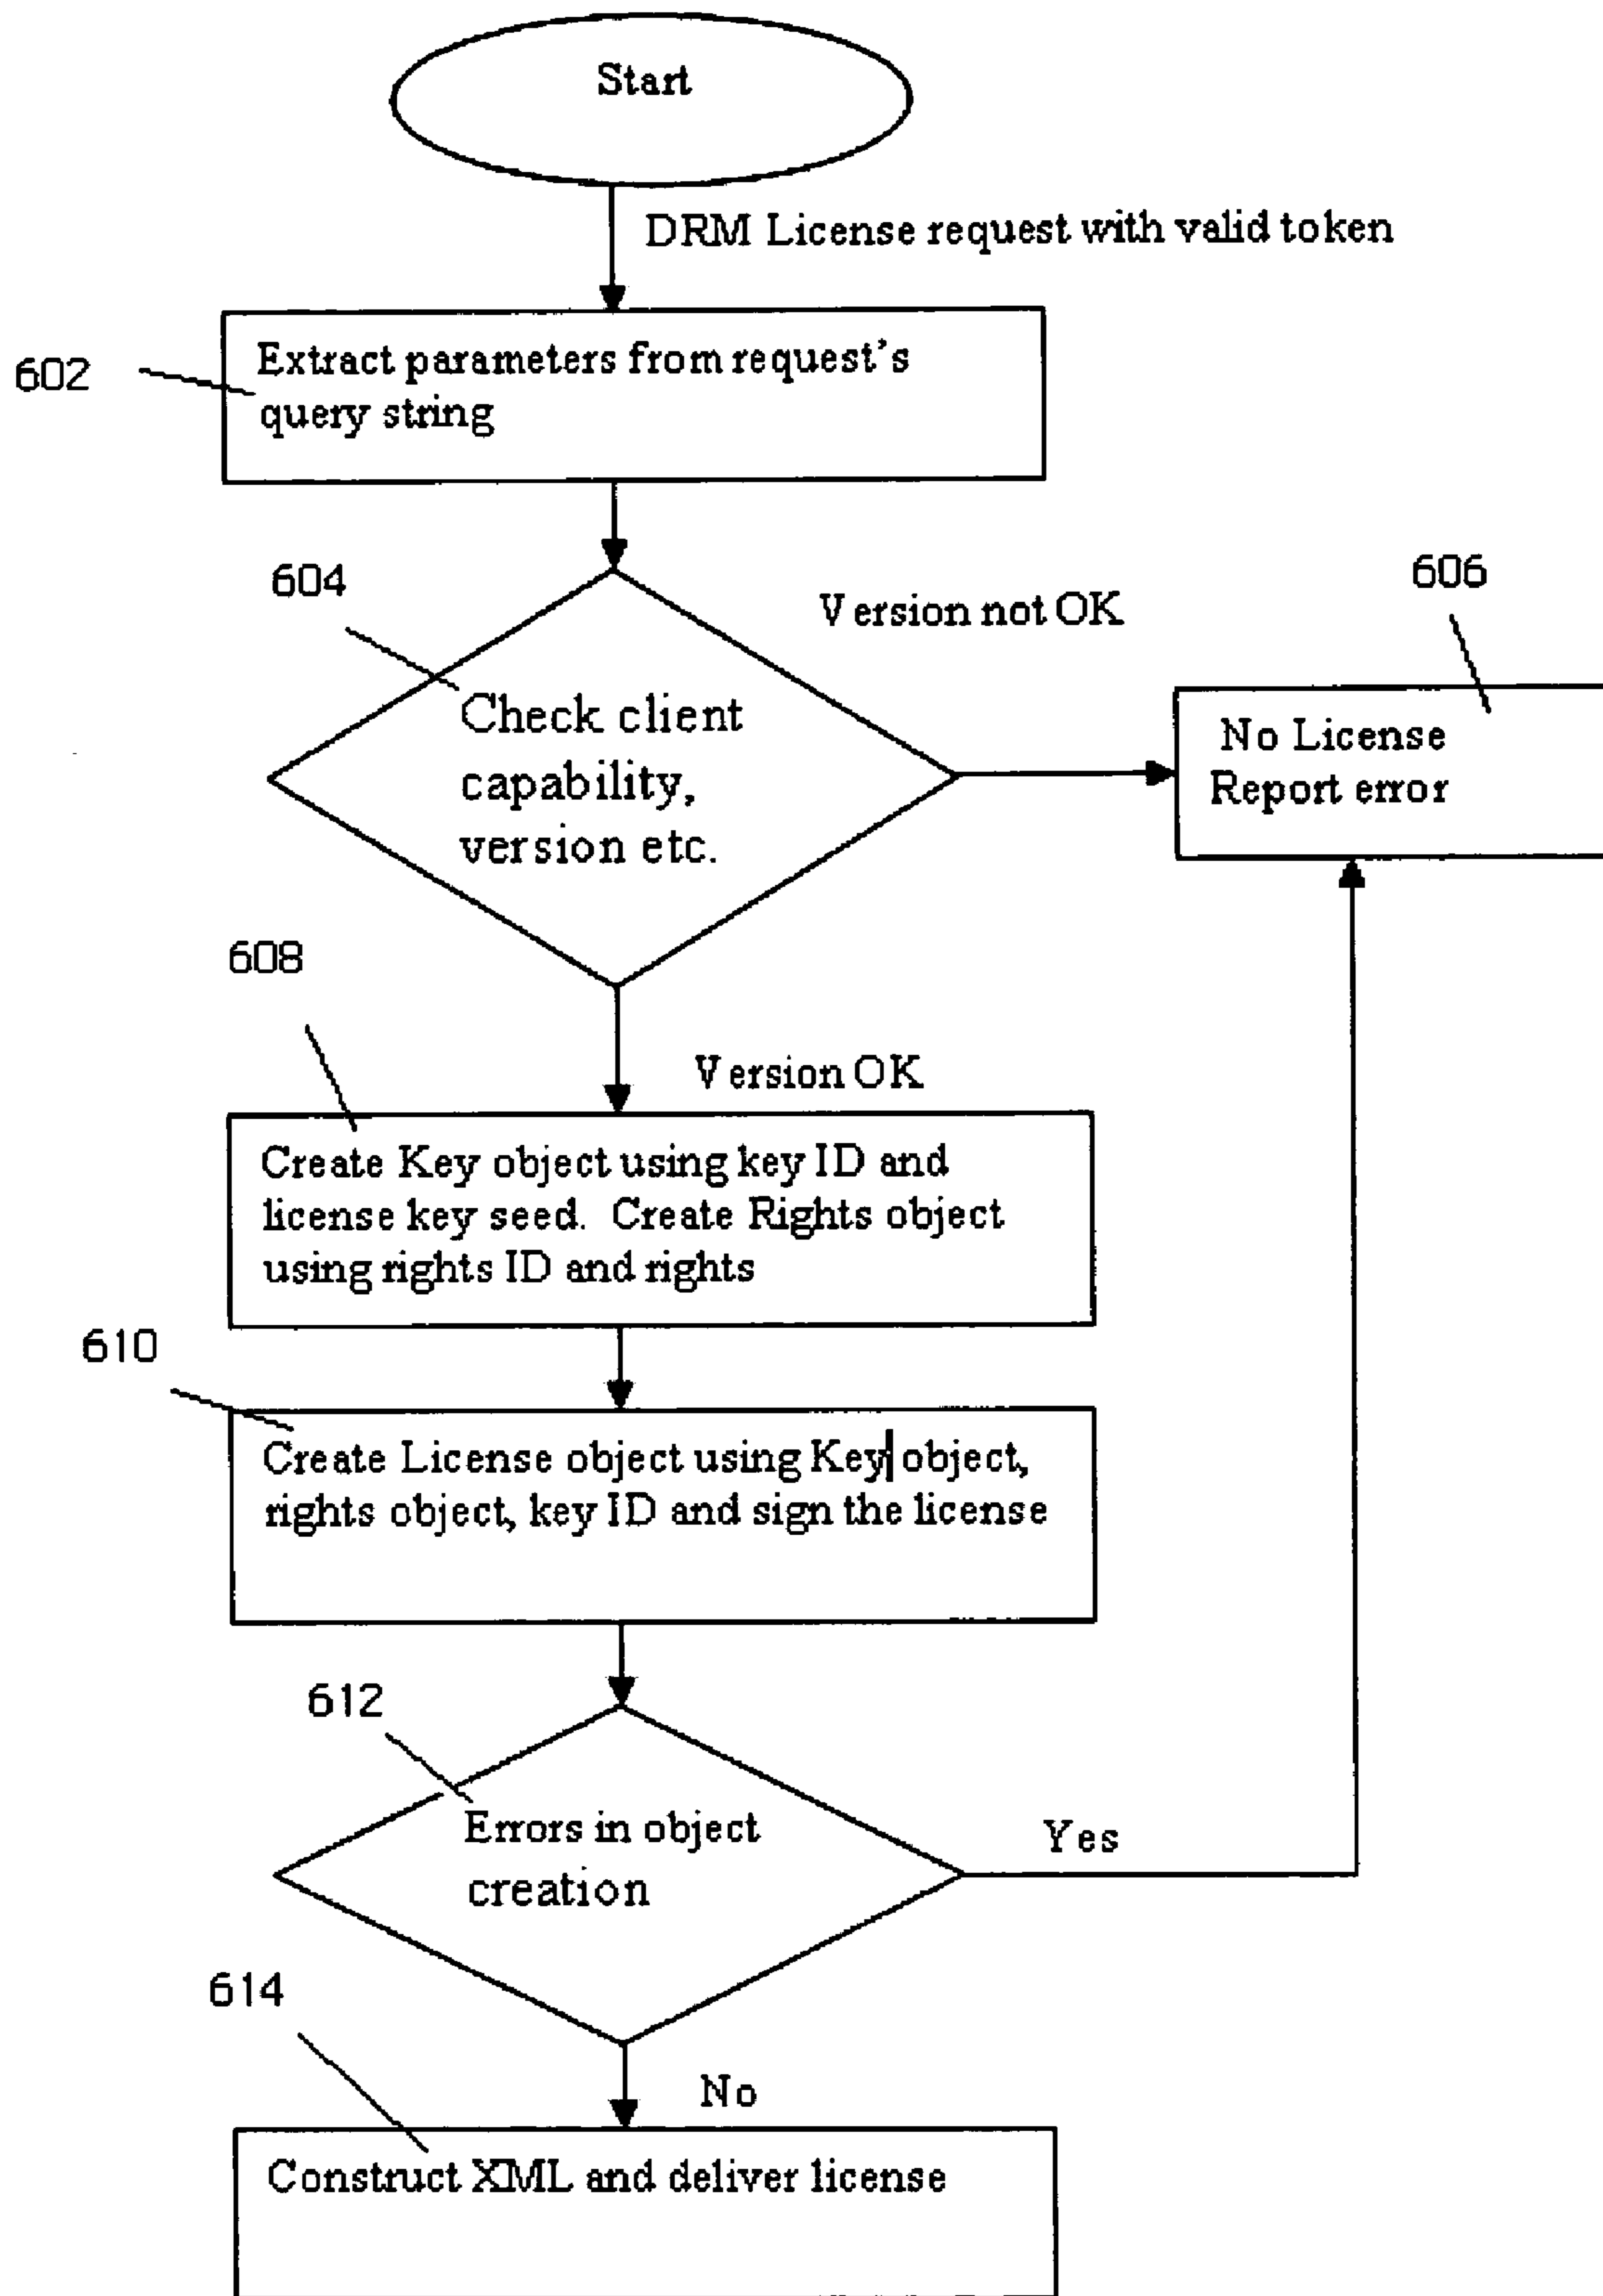 Start
DRM License request with valid token
602
Extract parameters from request's
query string
604
Version not OK
606
Check client
capability,
version etc.
No License
Report error
608
Version OK
Create Key object using key ID and
license key seed. Create Rights object
using rights ID and rights
610
Create License object using Key object,
rights object, key ID and sign the license
612
Errors in object
creation
Yes
614
No
Construct XML and deliver license